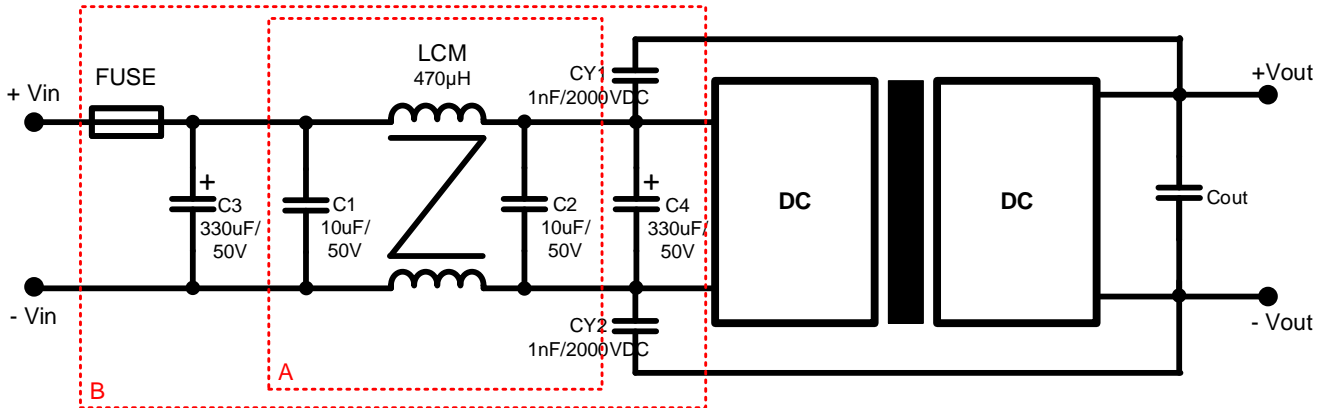 LCM
470µH
FUSE
CY1
1nF/2000VDC
+ Vin
+Vout
+
C3
330uF/
50V
C1
10uF/
50V
C2
10uF/
50V
+
C4
330uF/
50V
DC
DC
Cout
- Vin
- Vout
CY2
1nF/2000VDC
A
B